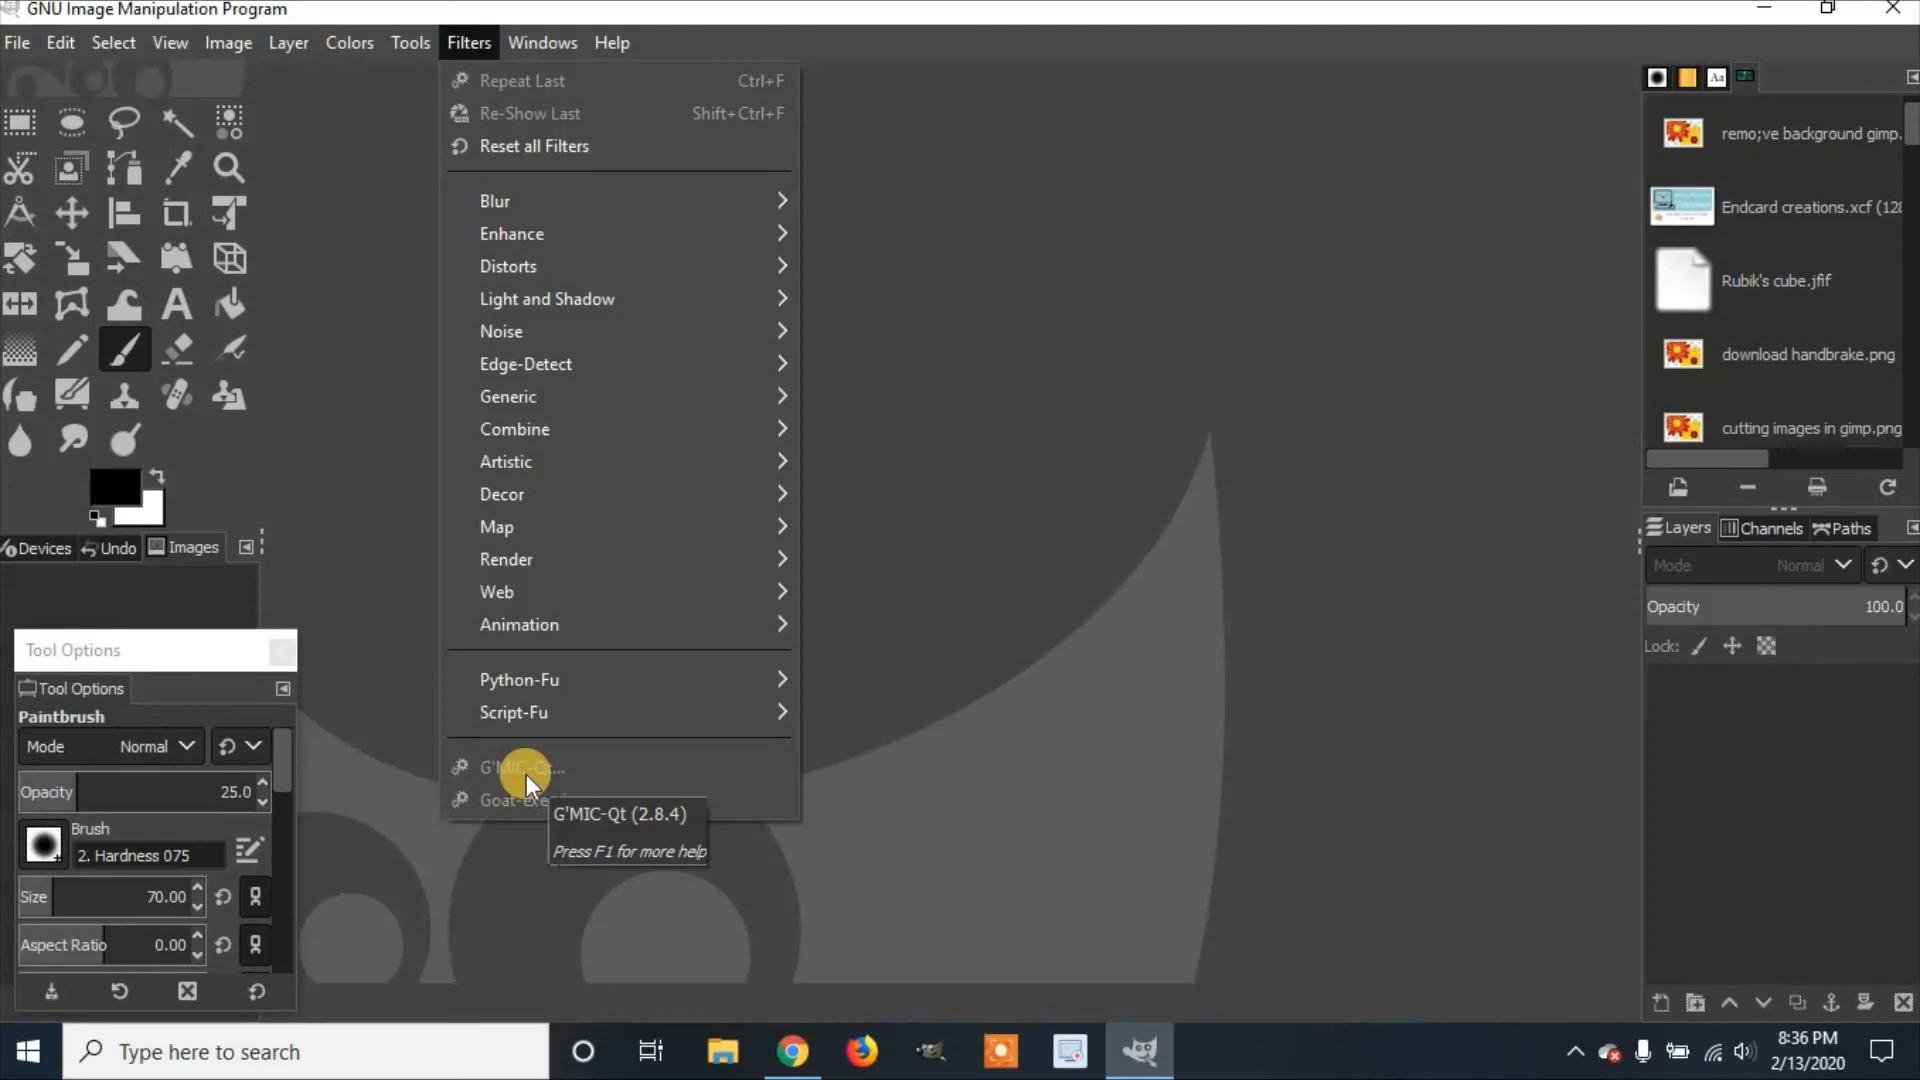 GNU Image Manipulation Program
File Edit Select View Image Layer Colors Tools Filters Windows Help
Repeat Last Ctrl+F
Re-Show Last Shift+Ctrl+F
Reset all Filters
Blur
Enhance
Distorts
Light and Shadow
Noise
Edge-Detect
Generic
Combine
Artistic
Decor
Map
Render
Web
Animation
Python-Fu
Script-Fu
G'MIC-Qt...
G'MIC-Qt (2.8.4)
Press F1 for more help
Devices Undo Images
Tool Options
Tool Options
Paintbrush
Mode Normal
Opacity 25.0
Brush
2. Hardness 075
Size 70.00
Aspect Ratio 0.00
Aa
remo;ve background gimp.
Endcard creations.xcf (128
Rubik's cube.jfif
download handbrake.png
cutting images in gimp.png
Layers Channels Paths
Mode Normal
Opacity 100.0
Lock:
Type here to search
8:36 PM
2/13/2020